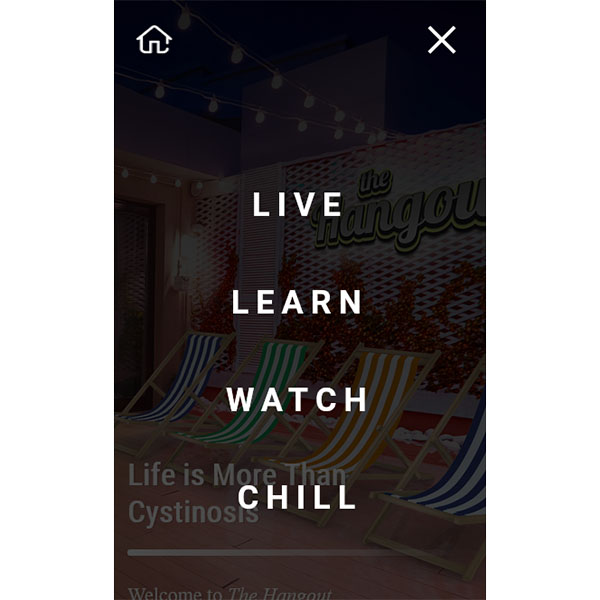 the
Hangout
LIVE
LEARN
WATCH
Life is More Than
Cystinosis
CHILL
Welcome to The Hangout